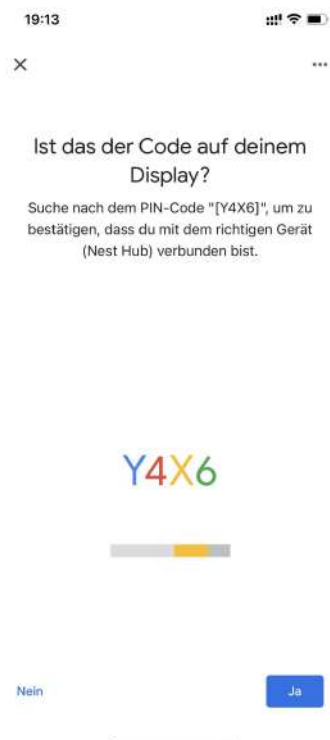 19:13
Ist das der Code auf deinem
Display?
Suche nach dem PIN-Code "[Y4X6]", um zu
bestätigen, dass du mit dem richtigen Gerät
(Nest Hub) verbunden bist.
Y4X6
Nein
Ja